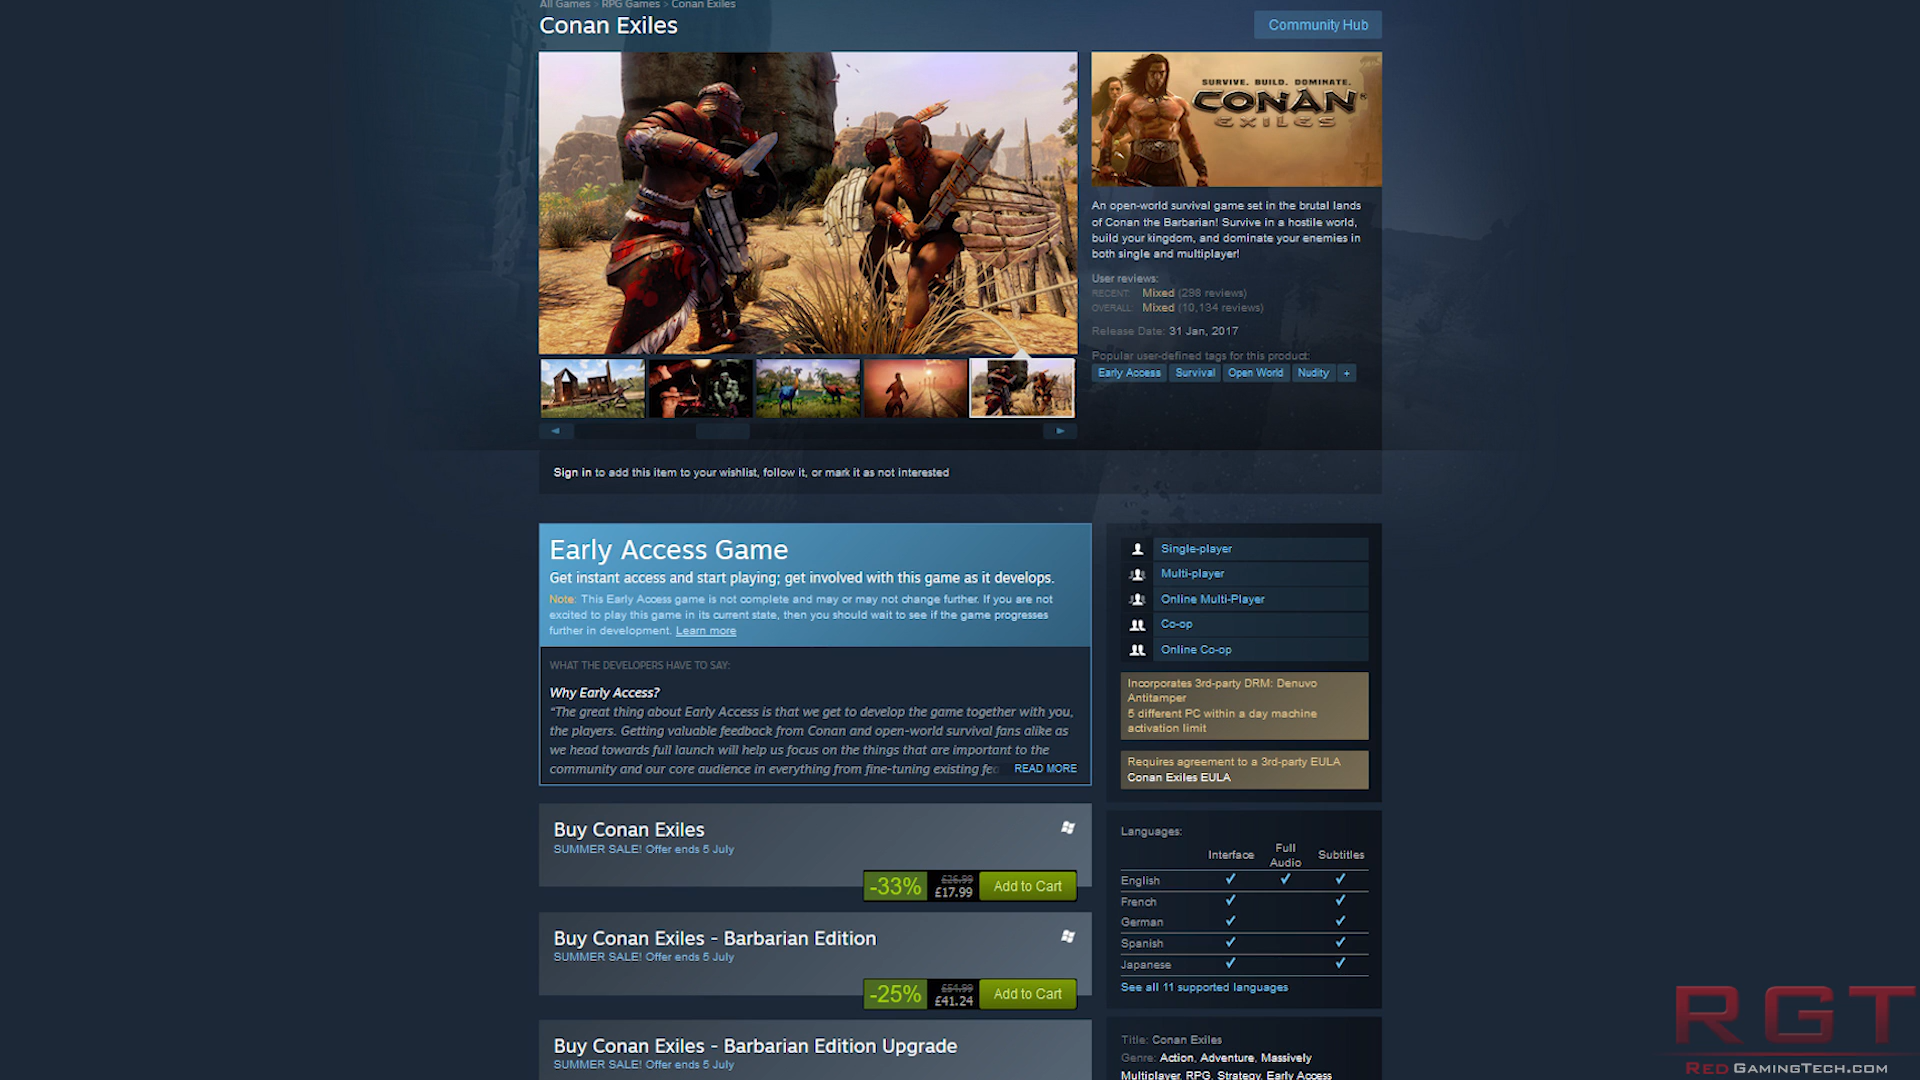 All Games > RPG Games > Conan Exiles
Conan Exiles
Community Hub
SURVIVE. BUILD. DOMINATE.
CONAN®
EXILES
An open-world survival game set in the brutal lands
of Conan the Barbarian! Survive in a hostile world,
build your kingdom, and dominate your enemies in
both single and multiplayer!
User reviews:
RECENT: Mixed (298 reviews)
OVERALL: Mixed (10,134 reviews)
Release Date: 31 Jan, 2017
Popular user-defined tags for this product:
Early Access Survival Open World Nudity +
Sign in to add this item to your wishlist, follow it, or mark it as not interested
Early Access Game
Get instant access and start playing; get involved with this game as it develops.
Note: This Early Access game is not complete and may or may not change further. If you are not
excited to play this game in its current state, then you should wait to see if the game progresses
further in development. Learn more
WHAT THE DEVELOPERS HAVE TO SAY:
Why Early Access?
“The great thing about Early Access is that we get to develop the game together with you,
the players. Getting valuable feedback from Conan and open-world survival fans alike as
we head towards full launch will help us focus on the things that are important to the
community and our core audience in everything from fine-tuning existing fea READ MORE
Single-player
Multi-player
Online Multi-Player
Co-op
Online Co-op
Incorporates 3rd-party DRM: Denuvo
Antitamper
5 different PC within a day machine
activation limit
Requires agreement to a 3rd-party EULA
Conan Exiles EULA
Buy Conan Exiles
SUMMER SALE! Offer ends 5 July
-33% £26.99 £17.99 Add to Cart
Buy Conan Exiles - Barbarian Edition
SUMMER SALE! Offer ends 5 July
-25% £54.99 £41.24 Add to Cart
Buy Conan Exiles - Barbarian Edition Upgrade
SUMMER SALE! Offer ends 5 July
Languages:
Interface Full Audio Subtitles
English ✓ ✓ ✓
French ✓ ✓
German ✓ ✓
Spanish ✓ ✓
Japanese ✓ ✓
See all 11 supported languages
Title: Conan Exiles
Genre: Action, Adventure, Massively
Multiplayer, RPG, Strategy, Early Access
RGT
RED GAMINGTECH.COM